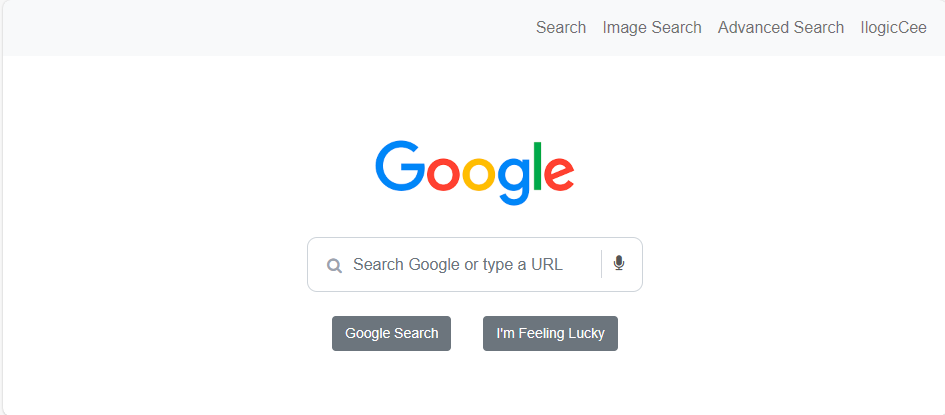 Search Image Search Advanced Search IlogicCee
Google
Search Google or type a URL
Google Search I'm Feeling Lucky